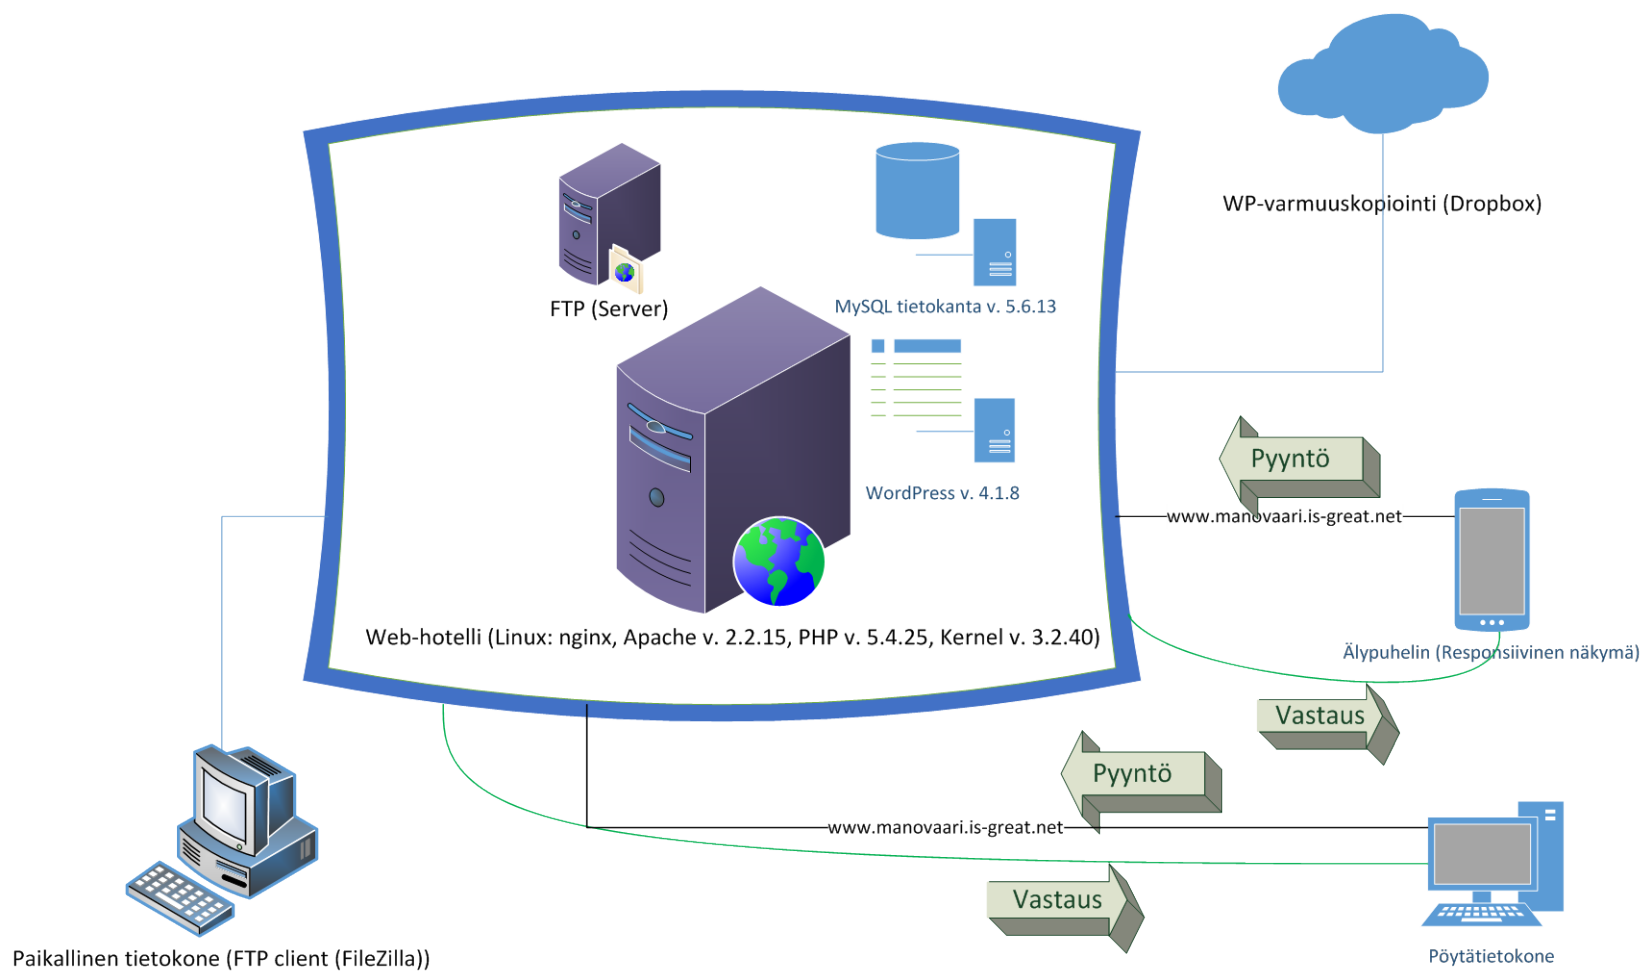 WP-varmuuskopiointi (Dropbox)
FTP (Server)
MySQL tietokanta v. 5.6.13
WordPress v. 4.1.8
Pyyntö
www.manovaari.is-great.net
Web-hotelli (Linux: nginx, Apache v. 2.2.15, PHP v. 5.4.25, Kernel v. 3.2.40)
Älypuhelin (Responsiivinen näkymä)
Vastaus
Pyyntö
www.manovaari.is-great.net
Vastaus
Paikallinen tietokone (FTP client (FileZilla))
Pöytätietokone